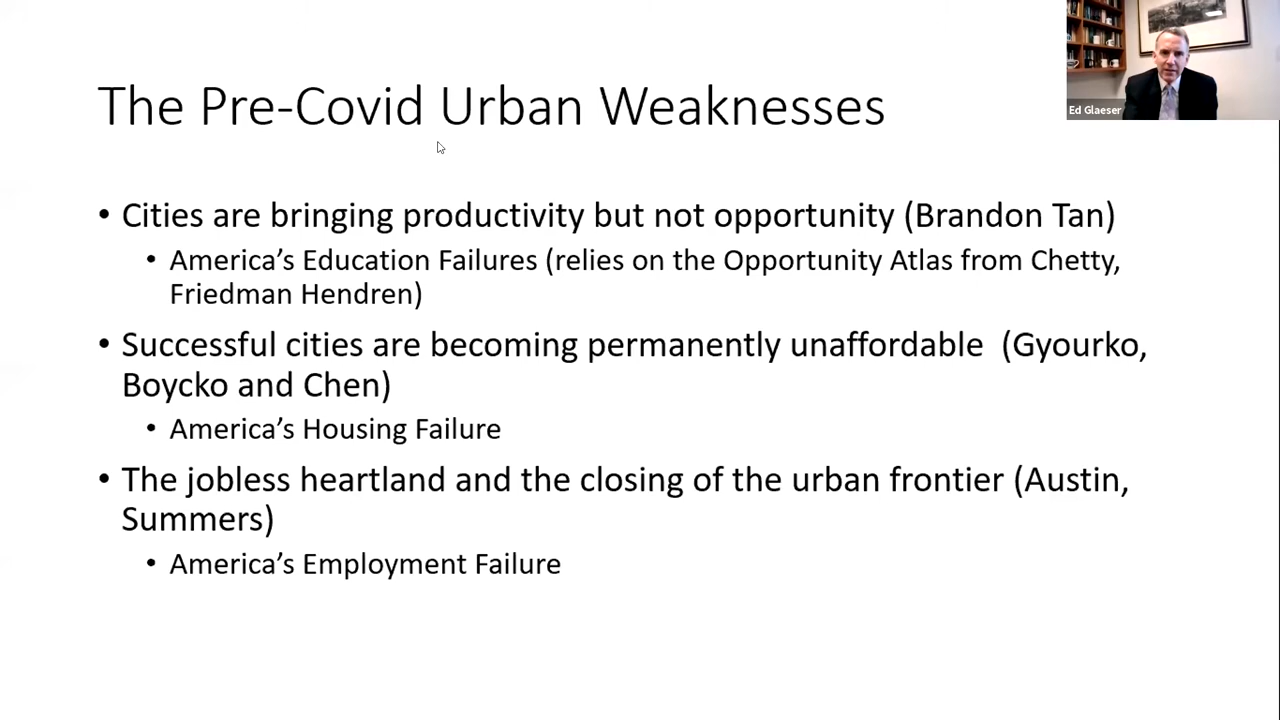 The Pre-Covid Urban Weaknesses
Ed Glaeser
• Cities are bringing productivity but not opportunity (Brandon Tan)
• America’s Education Failures (relies on the Opportunity Atlas from Chetty,
Friedman Hendren)
• Successful cities are becoming permanently unaffordable (Gyourko,
Boycko and Chen)
• America’s Housing Failure
• The jobless heartland and the closing of the urban frontier (Austin,
Summers)
• America’s Employment Failure